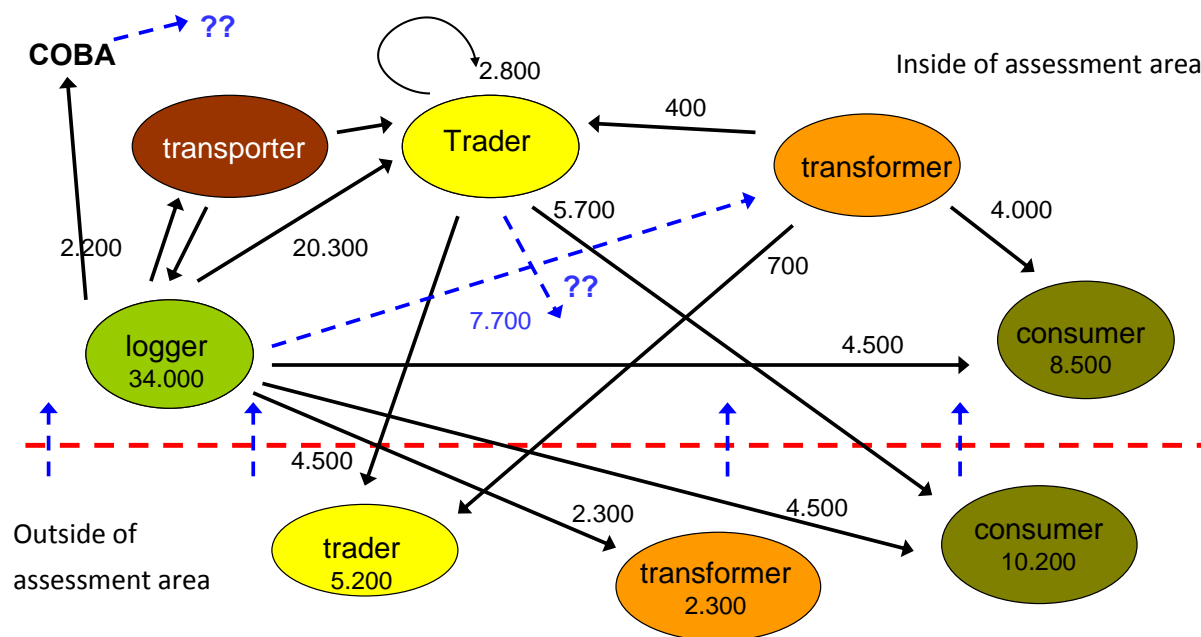 ??
COBA
2.800
Inside of assessment area
400
transporter
Trader
transformer
5.700
4.000
2.200
20.300
700
??
7.700
logger
34.000
4.500
consumer
8.500
4.500
2.300
4.500
Outside of
assessment area
trader
5.200
transformer
2.300
consumer
10.200